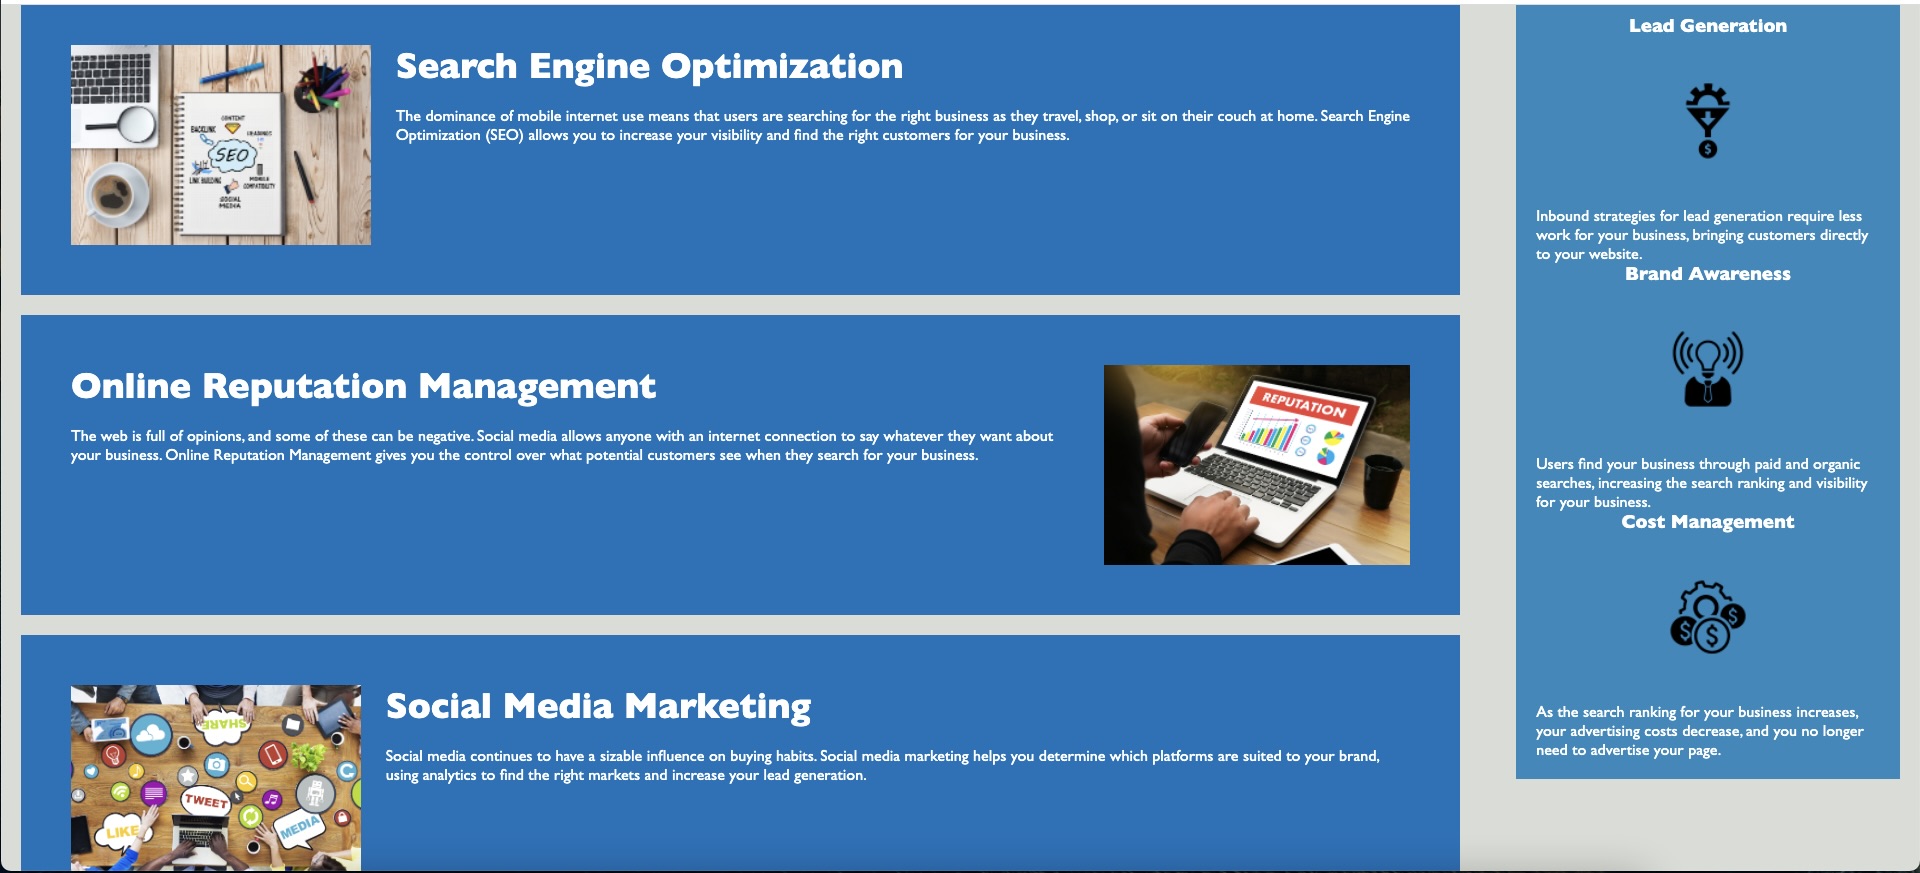 Search Engine Optimization
The dominance of mobile internet use means that users are searching for the right business as they travel, shop, or sit on their couch at home. Search Engine
Optimization (SEO) allows you to increase your visibility and find the right customers for your business.
CONTENT
BACKLINK
HEADINGS
SEO
LINK BUILDING
MOBILE
COMPATIBILITY
SOCIAL
MEDIA
Online Reputation Management
The web is full of opinions, and some of these can be negative. Social media allows anyone with an internet connection to say whatever they want about
your business. Online Reputation Management gives you the control over what potential customers see when they search for your business.
REPUTATION
Social Media Marketing
Social media continues to have a sizable influence on buying habits. Social media marketing helps you determine which platforms are suited to your brand,
using analytics to find the right markets and increase your lead generation.
SHARE
TWEET
LIKE
MEDIA
Lead Generation
$
Inbound strategies for lead generation require less
work for your business, bringing customers directly
to your website.
Brand Awareness
Users find your business through paid and organic
searches, increasing the search ranking and visibility
for your business.
Cost Management
$ $ $
As the search ranking for your business increases,
your advertising costs decrease, and you no longer
need to advertise your page.